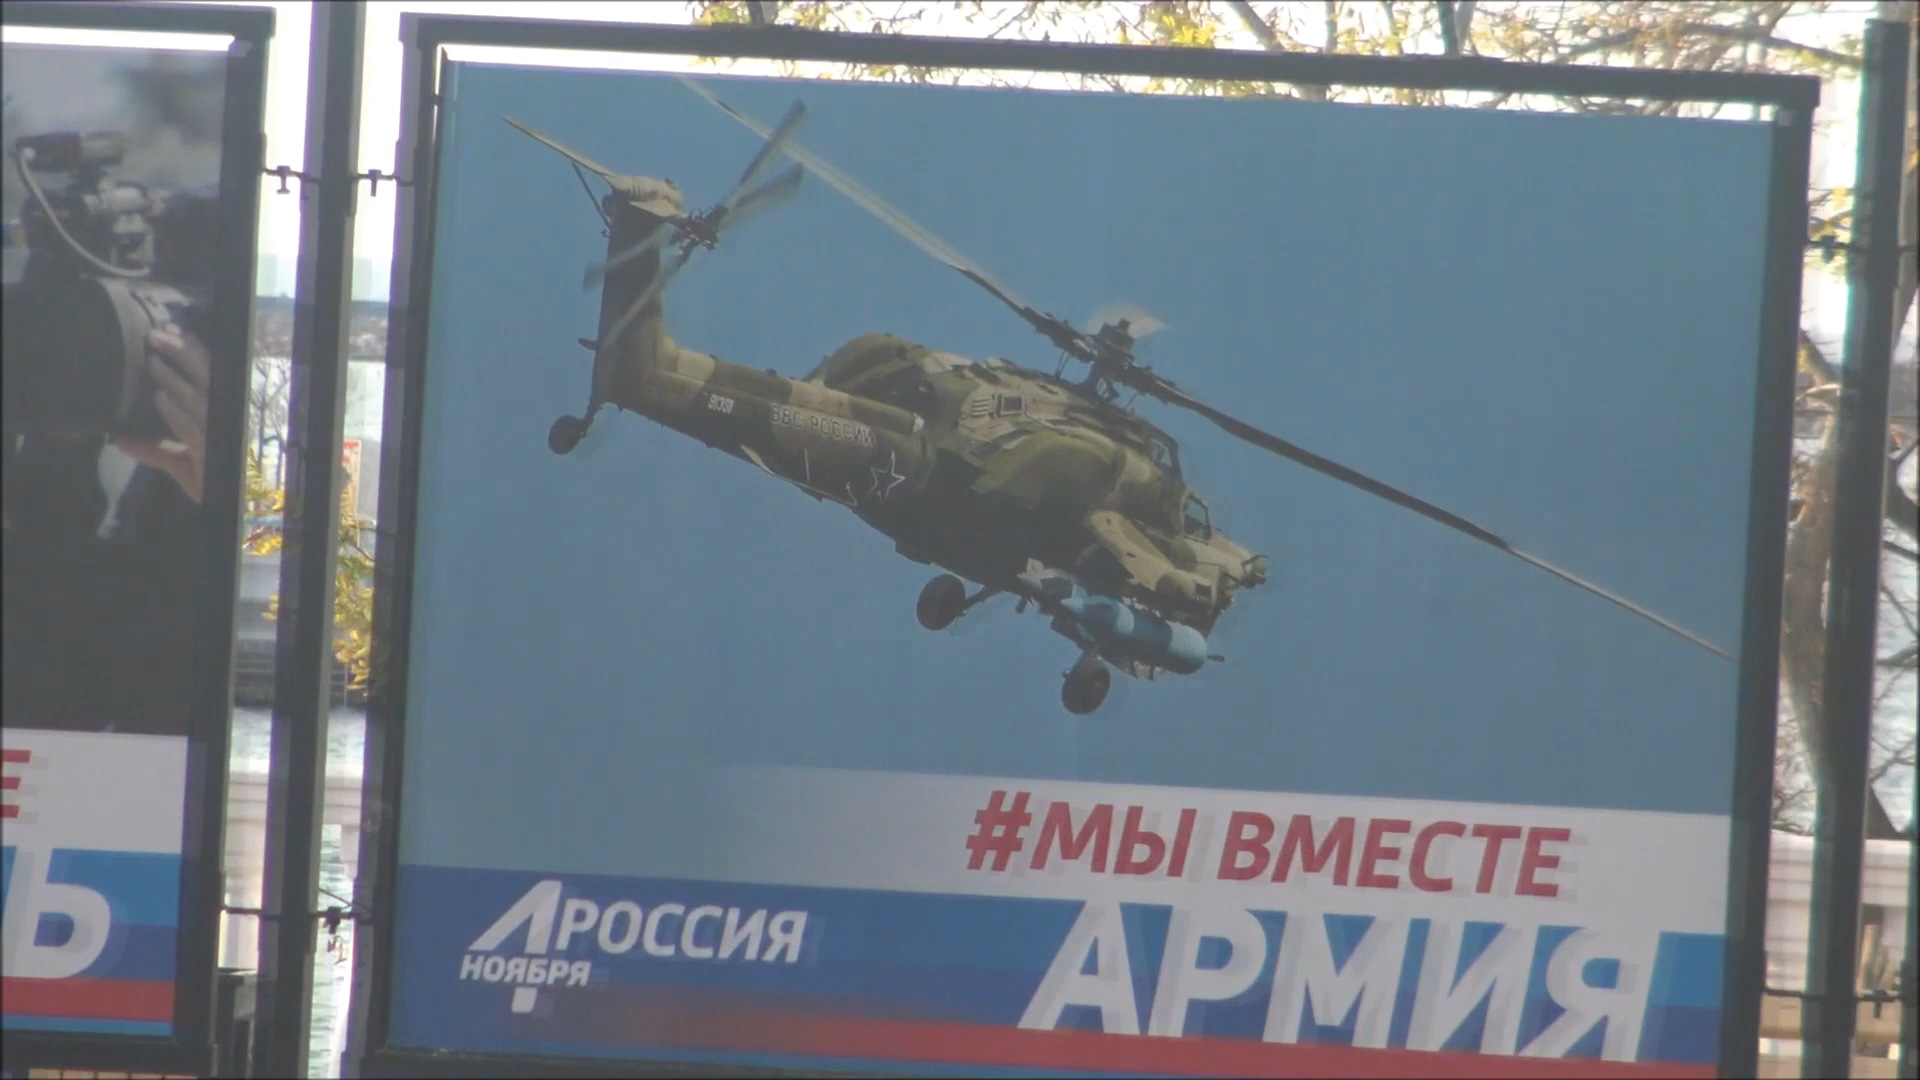 Е
Ь
ВВС РОССИИ
#МЫ ВМЕСТЕ
4 РОССИЯ
НОЯБРЯ
АРМИЯ